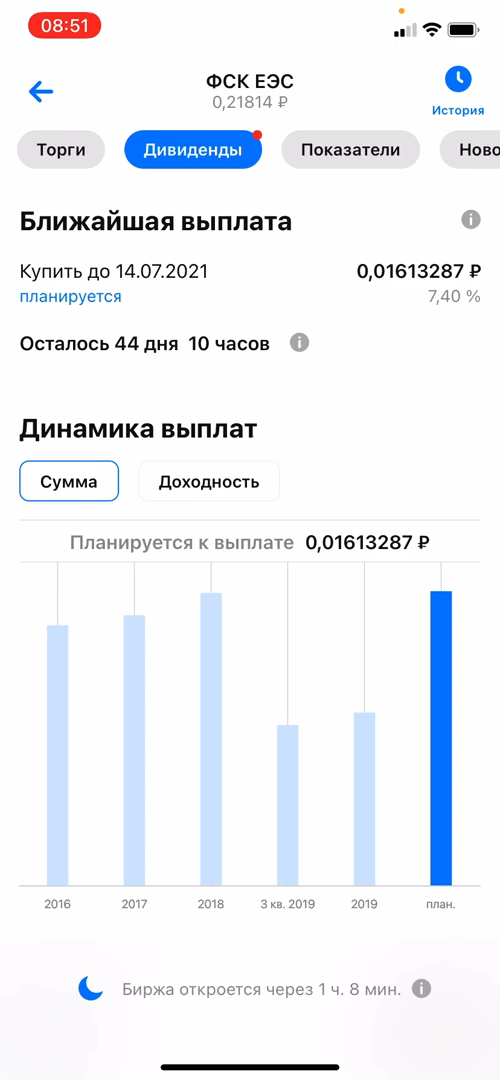 08:51
ФСК ЕЭС
0,21814 ₽
История
Торги Дивиденды Показатели Ново
Ближайшая выплата
Купить до 14.07.2021 0,01613287 ₽
планируется 7,40 %
Осталось 44 дня 10 часов
Динамика выплат
Сумма Доходность
Планируется к выплате 0,01613287 ₽
2016 2017 2018 3 кв. 2019 2019 план.
Биржа откроется через 1 ч. 8 мин.